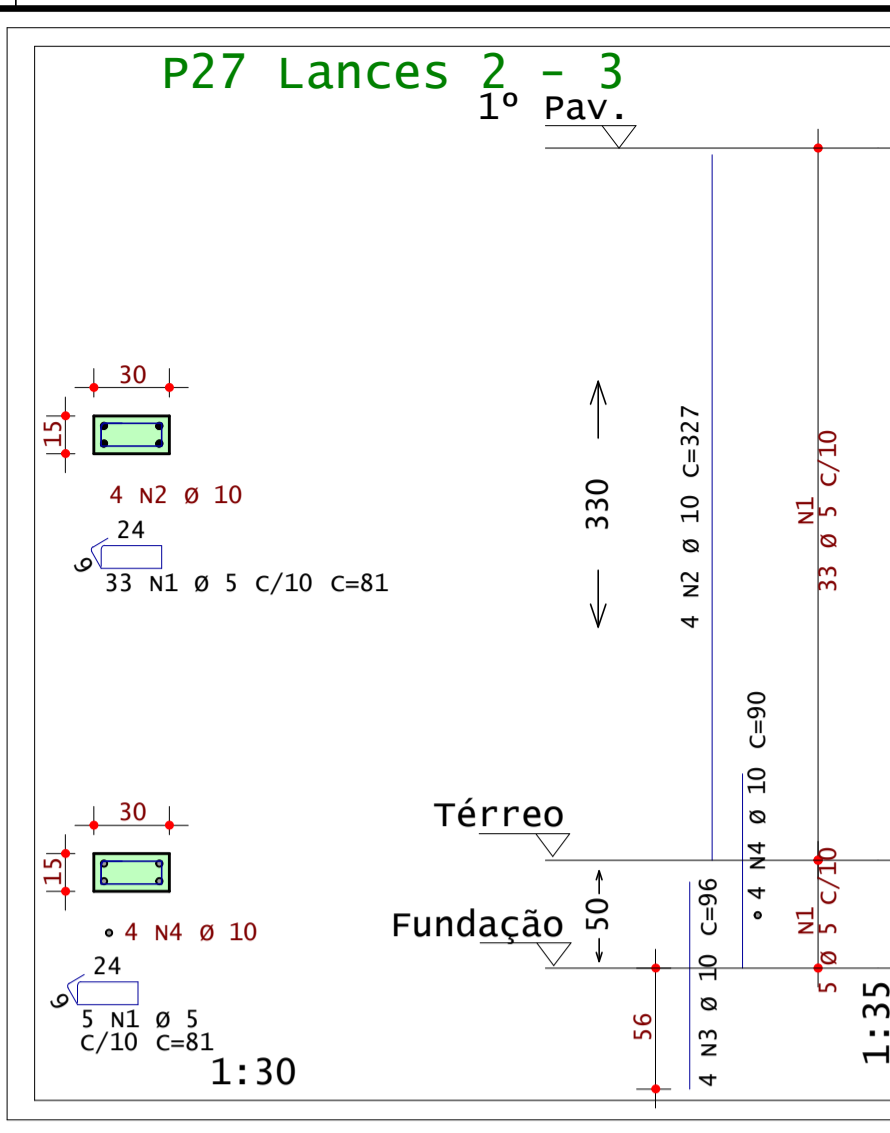 P27 Lances 2 - 3
1º Pav.
30
15
4 N2 Ø 10
24
9
33 N1 Ø 5 C/10 C=81
330
4 N2 Ø 10 C=327
N1
33 Ø 5 C/10
Térreo
30
15
4 N4 Ø 10
24
9
5 N1 Ø 5
C/10 C=81
1:30
Fundação
50
56
4 N3 Ø 10 C=96
4 N4 Ø 10 C=90
N1
5 Ø 5 C/10
1:35